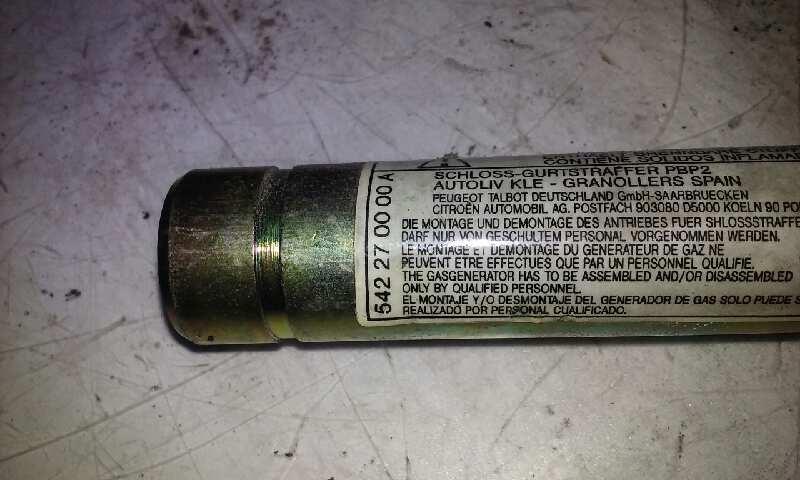 CONTIENE SOLIDOS INFLAMA
SCHLOSS-GURTSTRAFFER PBP2
AUTOLIV KLE - GRANOLLERS SPAIN
PEUGEOT TALBOT DEUTSCHLAND GmbH-SAARBRUECKEN
CITROËN AUTOMOBIL AG. POSTFACH 903080 D5000 KOELN 90 POR
DIE MONTAGE UND DEMONTAGE DES ANTRIEBES FUER SHLOSSSTRAFFE
DARF NUR VON GESCHULTEM PERSONAL VORGENOMMEN WERDEN.
LE MONTAGE ET DEMONTAGE DU GENERATEUR DE GAZ NE
PEUVENT ETRE EFFECTUES QUE PAR UN PERSONNEL QUALIFIE.
THE GASGENERATOR HAS TO BE ASSEMBLED AND/OR DISASSEMBLED
ONLY BY QUALIFIED PERSONNEL.
EL MONTAJE Y/O DESMONTAJE DEL GENERADOR DE GAS SOLO PUEDE S
REALIZADO POR PERSONAL CUALIFICADO.
542 27 00 00 A